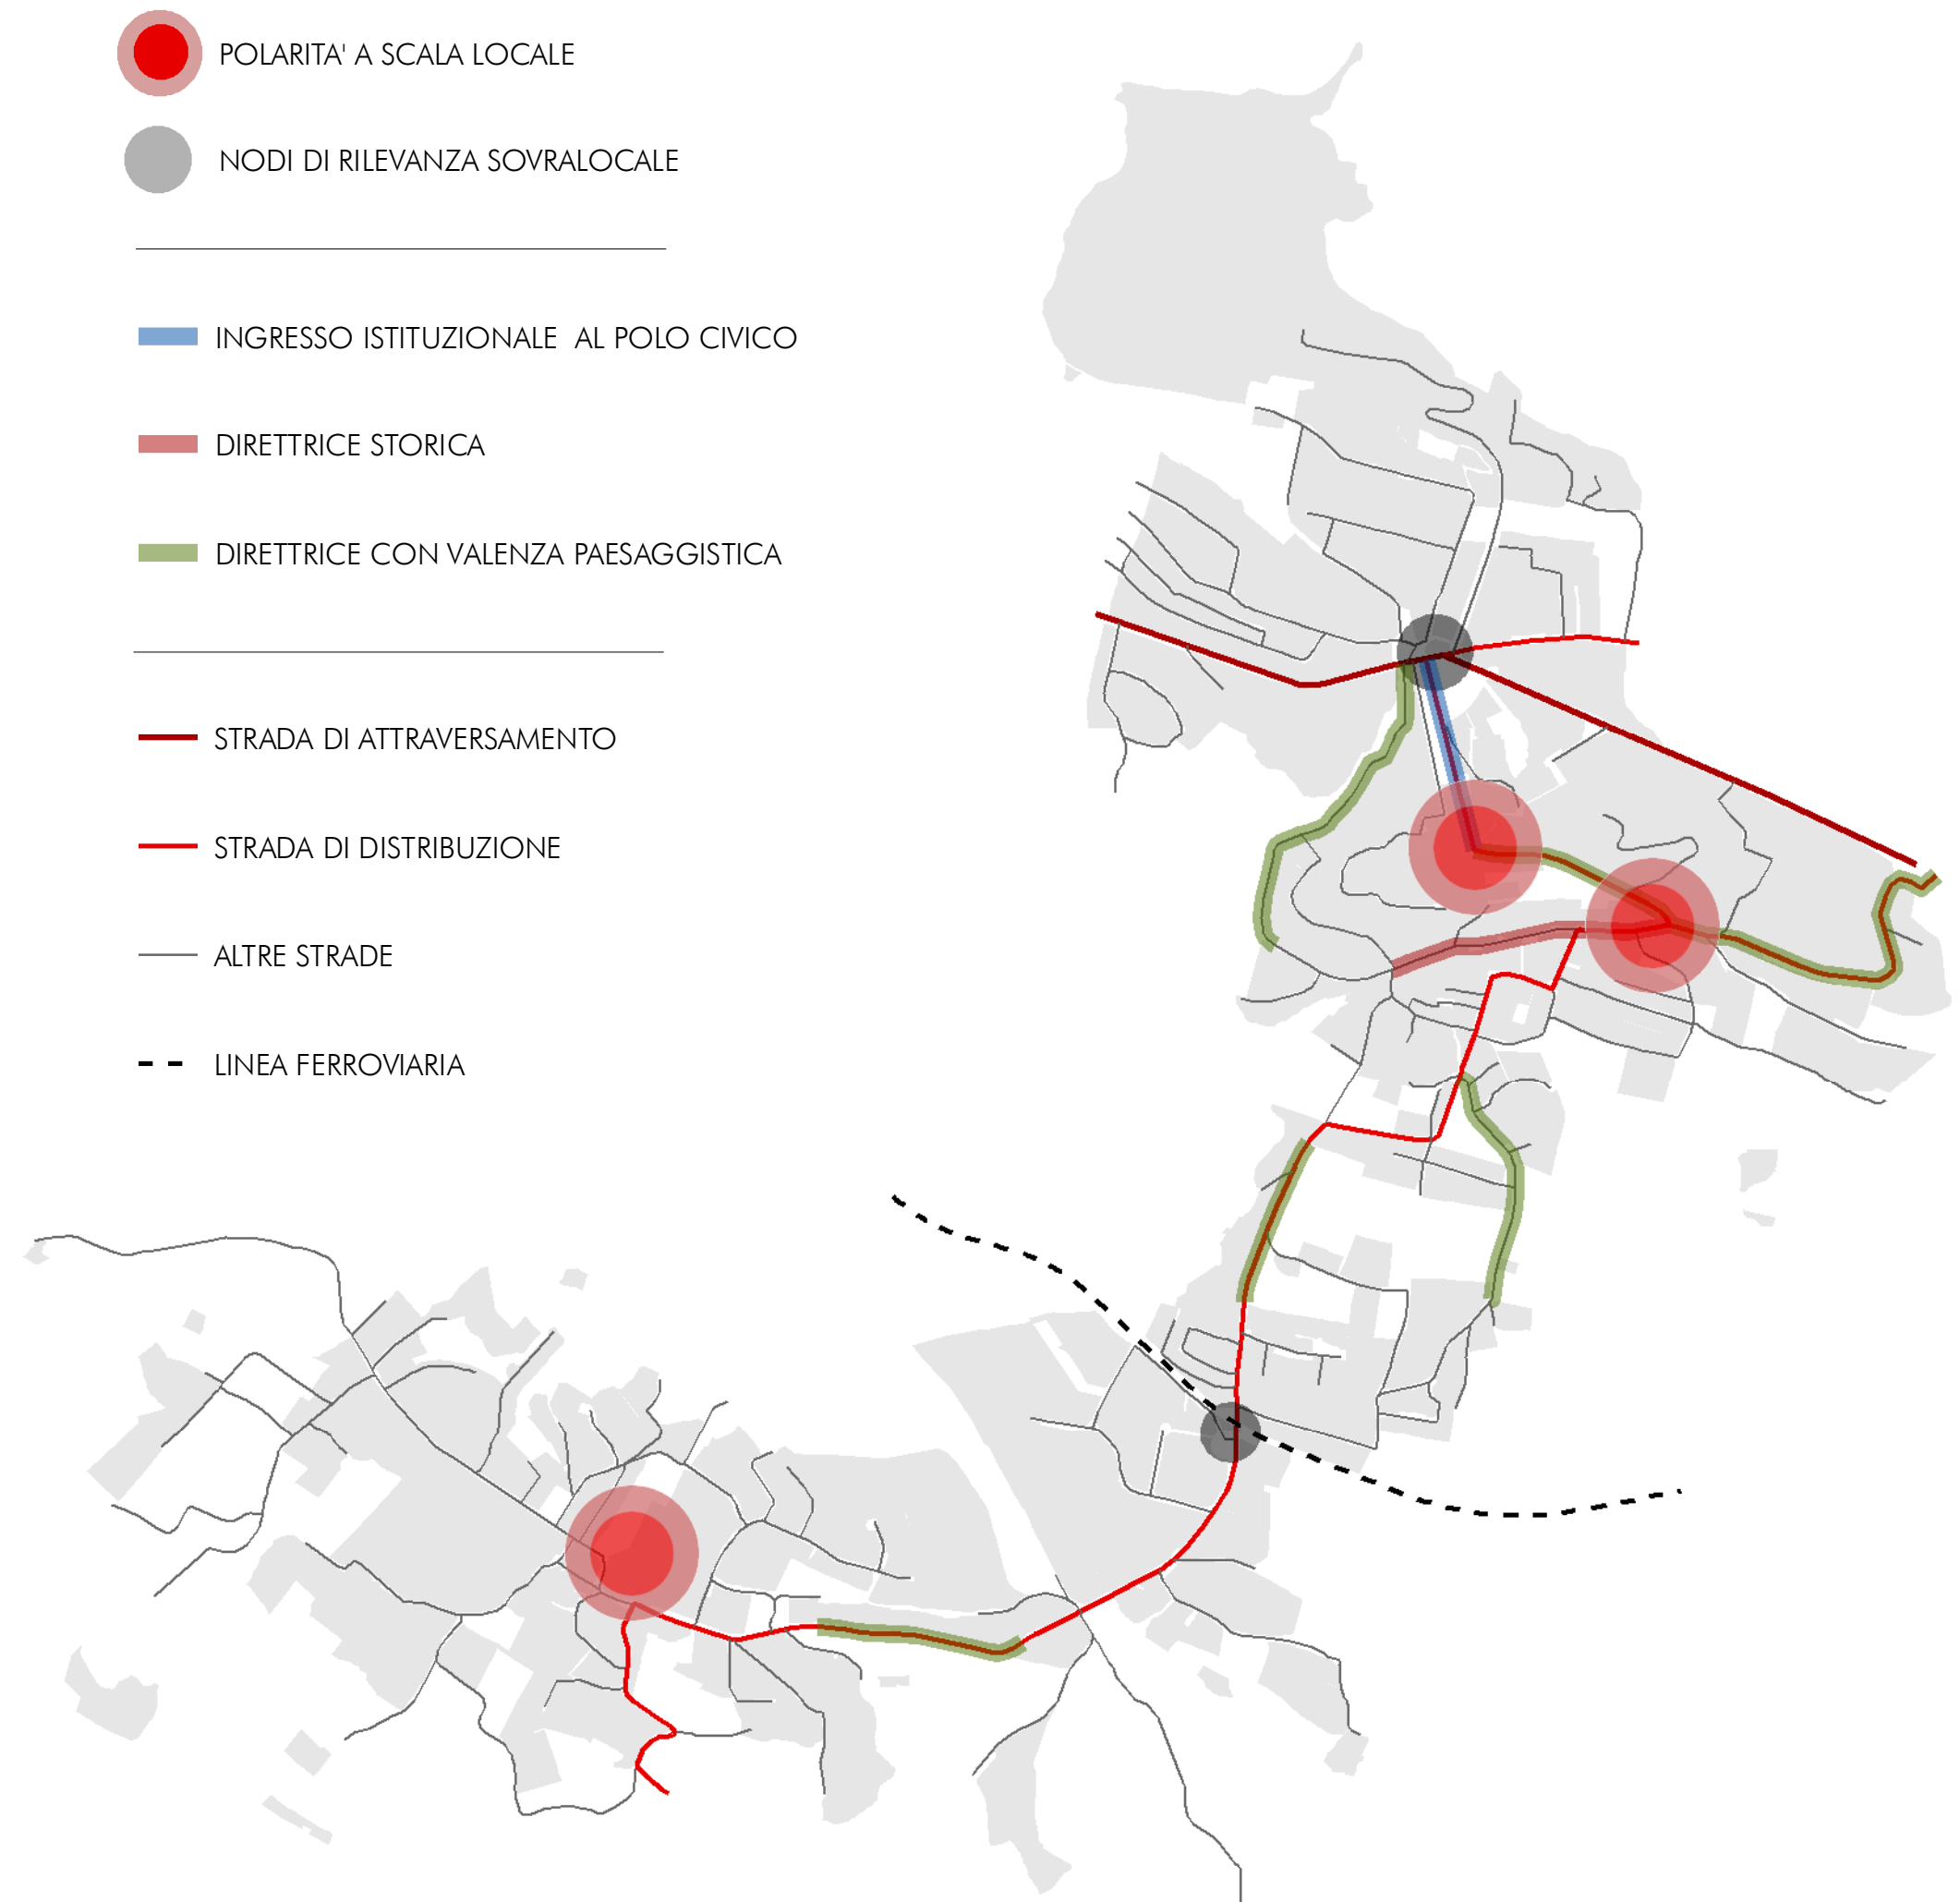 POLARITA' A SCALA LOCALE
NODI DI RILEVANZA SOVRALOCALE
INGRESSO ISTITUZIONALE AL POLO CIVICO
DIRETTRICE STORICA
DIRETTRICE CON VALENZA PAESAGGISTICA
STRADA DI ATTRAVERSAMENTO
STRADA DI DISTRIBUZIONE
ALTRE STRADE
LINEA FERROVIARIA